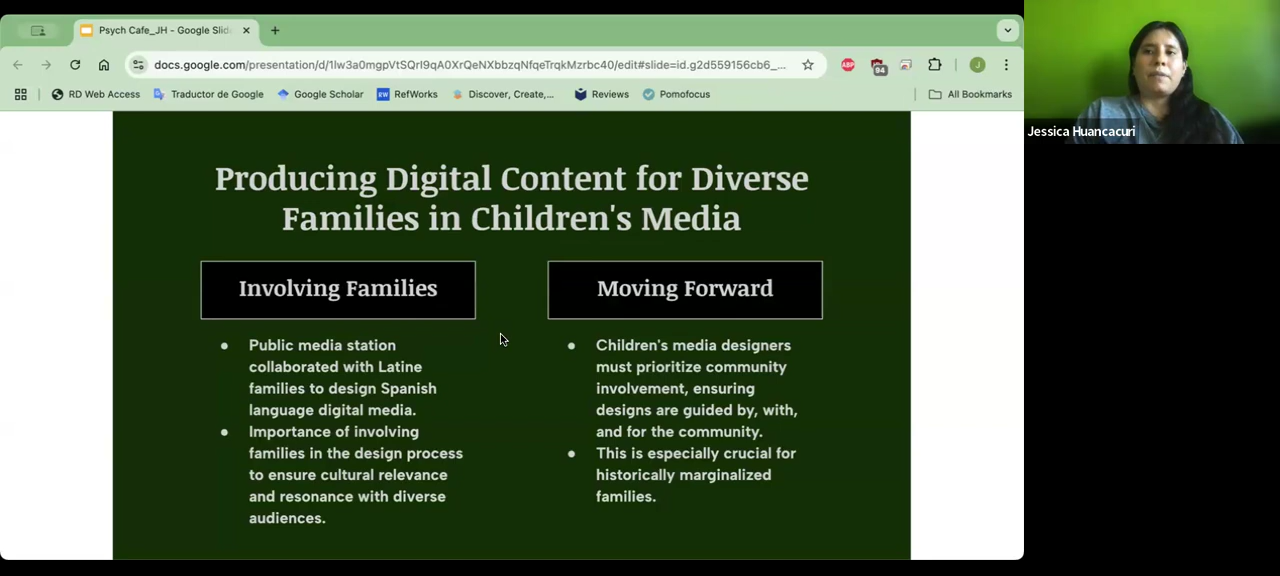 Psych Cafe_JH - Google Slid
docs.google.com/presentation/d/1lw3a0mgpVtSQrI9qA0XrQeNXbbzqNfqeTrqkMzrbc40/edit#slide=id.g2d559156cb6_...
ABP
94
J
RD Web Access
Traductor de Google
Google Scholar
RW
RefWorks
Discover, Create,...
Reviews
Pomofocus
All Bookmarks
Jessica Huancacuri
Producing Digital Content for Diverse
Families in Children's Media
Involving Families
● Public media station
collaborated with Latine
families to design Spanish
language digital media.
● Importance of involving
families in the design process
to ensure cultural relevance
and resonance with diverse
audiences.
Moving Forward
● Children's media designers
must prioritize community
involvement, ensuring
designs are guided by, with,
and for the community.
● This is especially crucial for
historically marginalized
families.